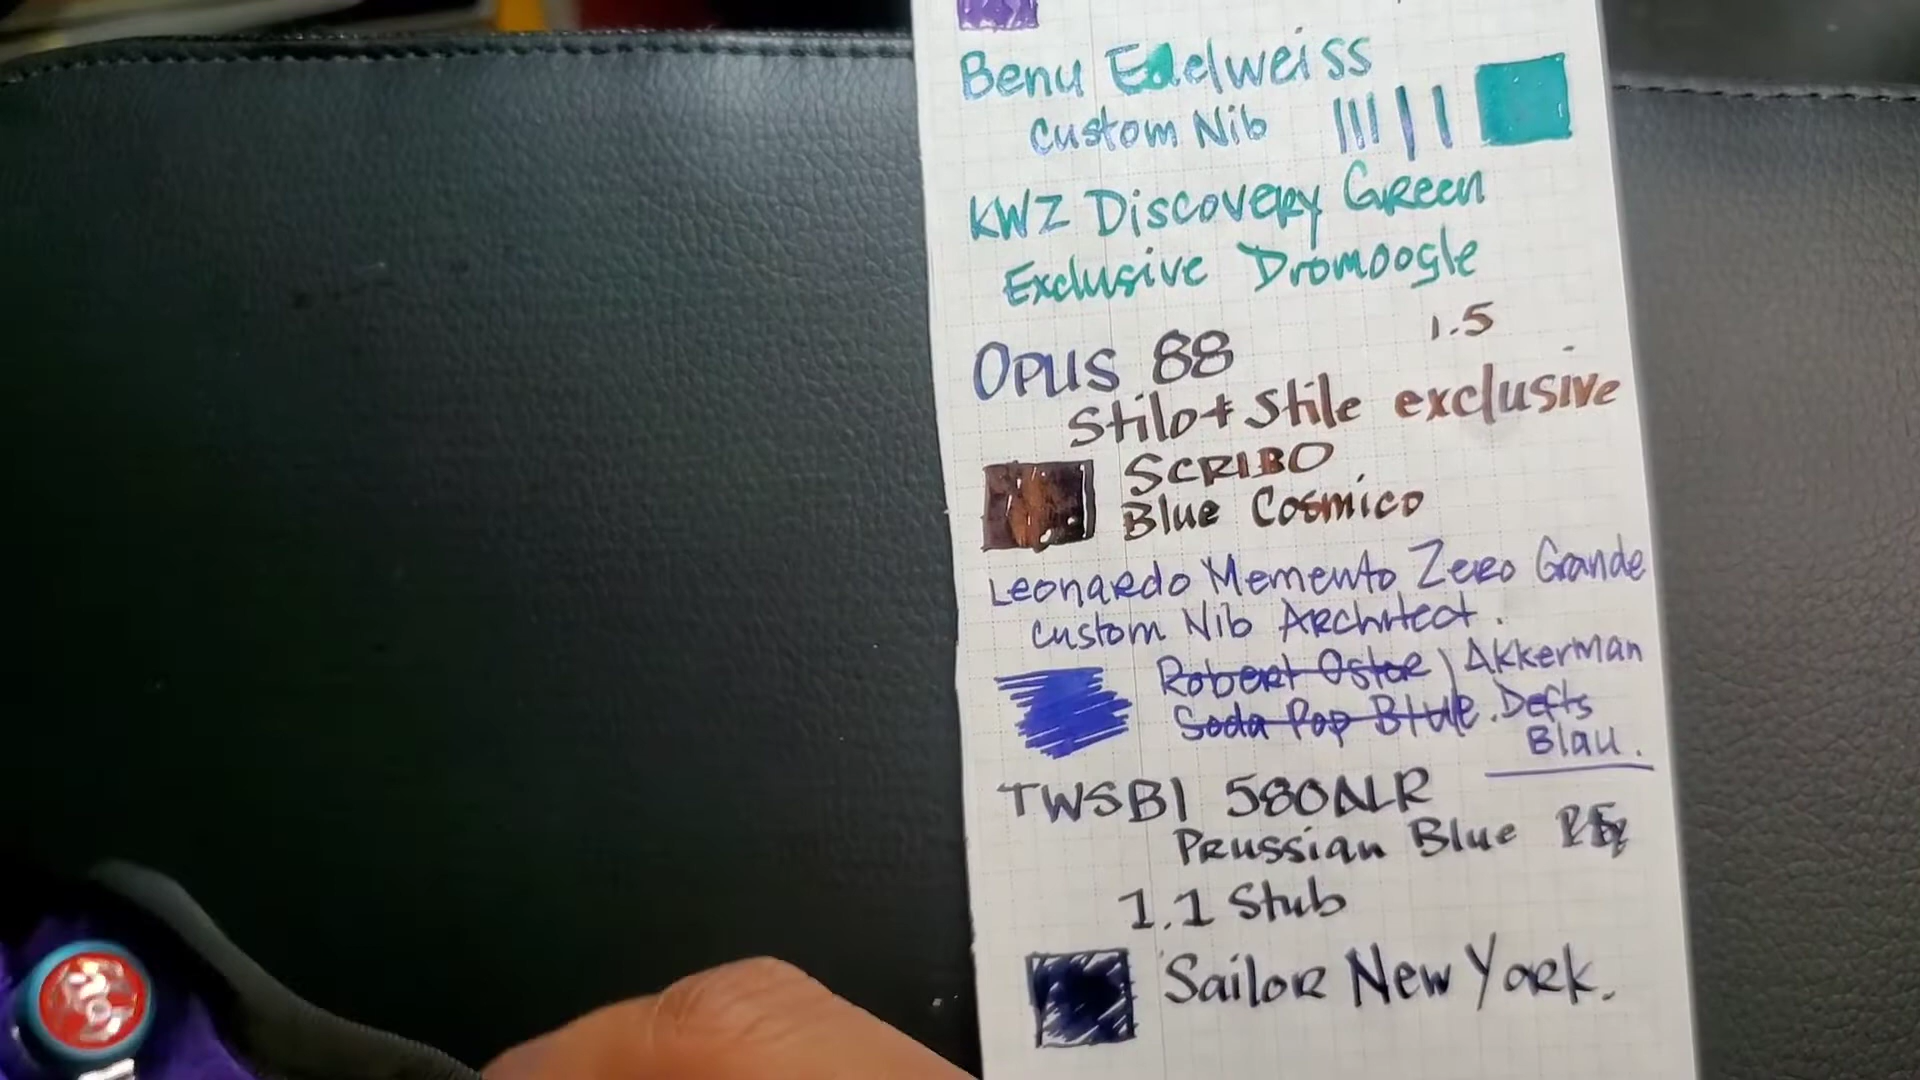 Benu Edelweiss
Custom Nib
KWZ Discovery Green
Exclusive Dromoogle
1.5
Opus 88
Stilo + Stile exclusive
SCRIBO
Blue Cosmico
Leonardo Memento Zero Grande
Custom Nib Architect.
Robert Oster ) Akkerman
Soda Pop Blue. Defts
Blau.
TWSBI 580ALR
Prussian Blue
1.1 Stub
Sailor New York.